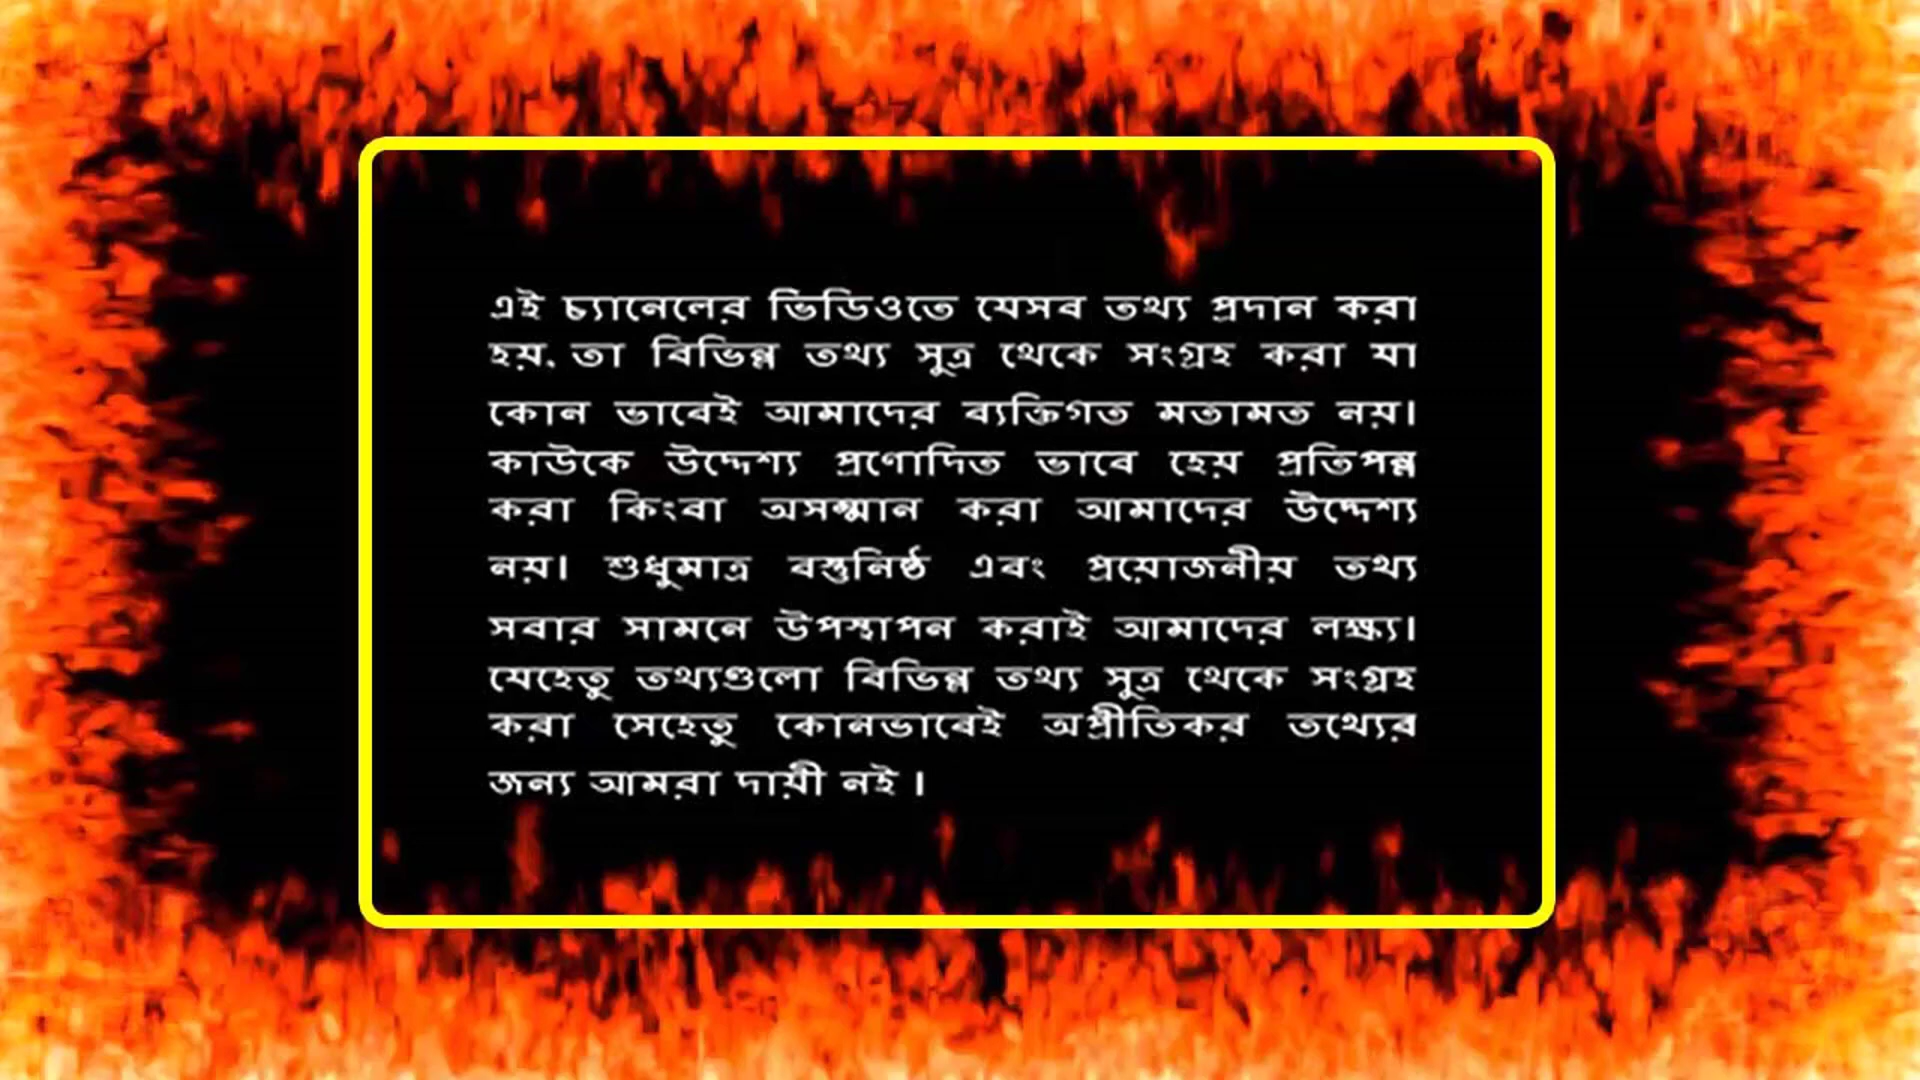 এই চ্যানেলের ভিডিওতে যেসব তথ্য প্রদান করা
হয়. তা বিভিন্ন তথ্য সুত্র থেকে সংগ্রহ করা যা
কোন ভাবেই আমাদের ব্যক্তিগত মতামত নয়।
কাউকে উদ্দেশ্য প্রণোদিত ভাবে হেয় প্রতিপন্ন
করা কিংবা অসম্মান করা আমাদের উদ্দেশ্য
নয়। শুধুমাত্র বস্তুনিষ্ঠ এবং প্রয়োজনীয় তথ্য
সবার সামনে উপস্থাপন করাই আমাদের লক্ষ্য।
যেহেতু তথ্যগুলো বিভিন্ন তথ্য সুত্র থেকে সংগ্রহ
করা সেহেতু কোনভাবেই অপ্রীতিকর তথ্যের
জন্য আমরা দায়ী নই ।